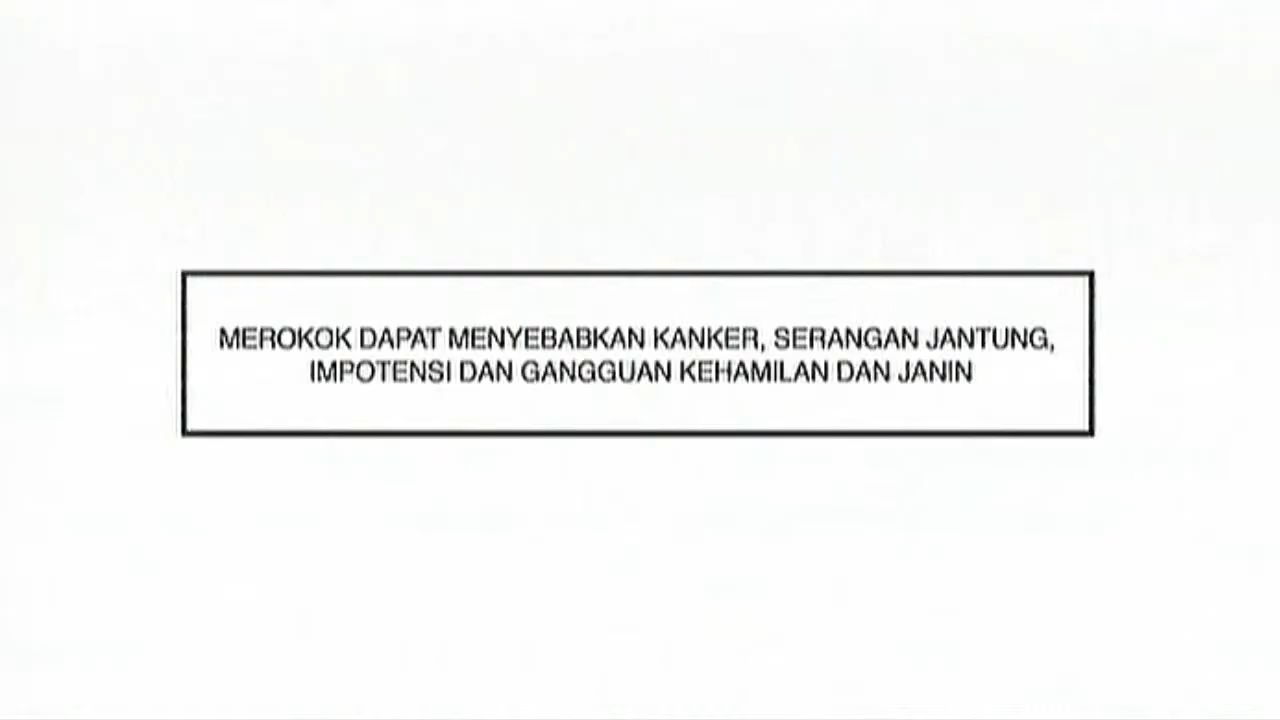 MEROKOK DAPAT MENYEBABKAN KANKER, SERANGAN JANTUNG,
IMPOTENSI DAN GANGGUAN KEHAMILAN DAN JANIN